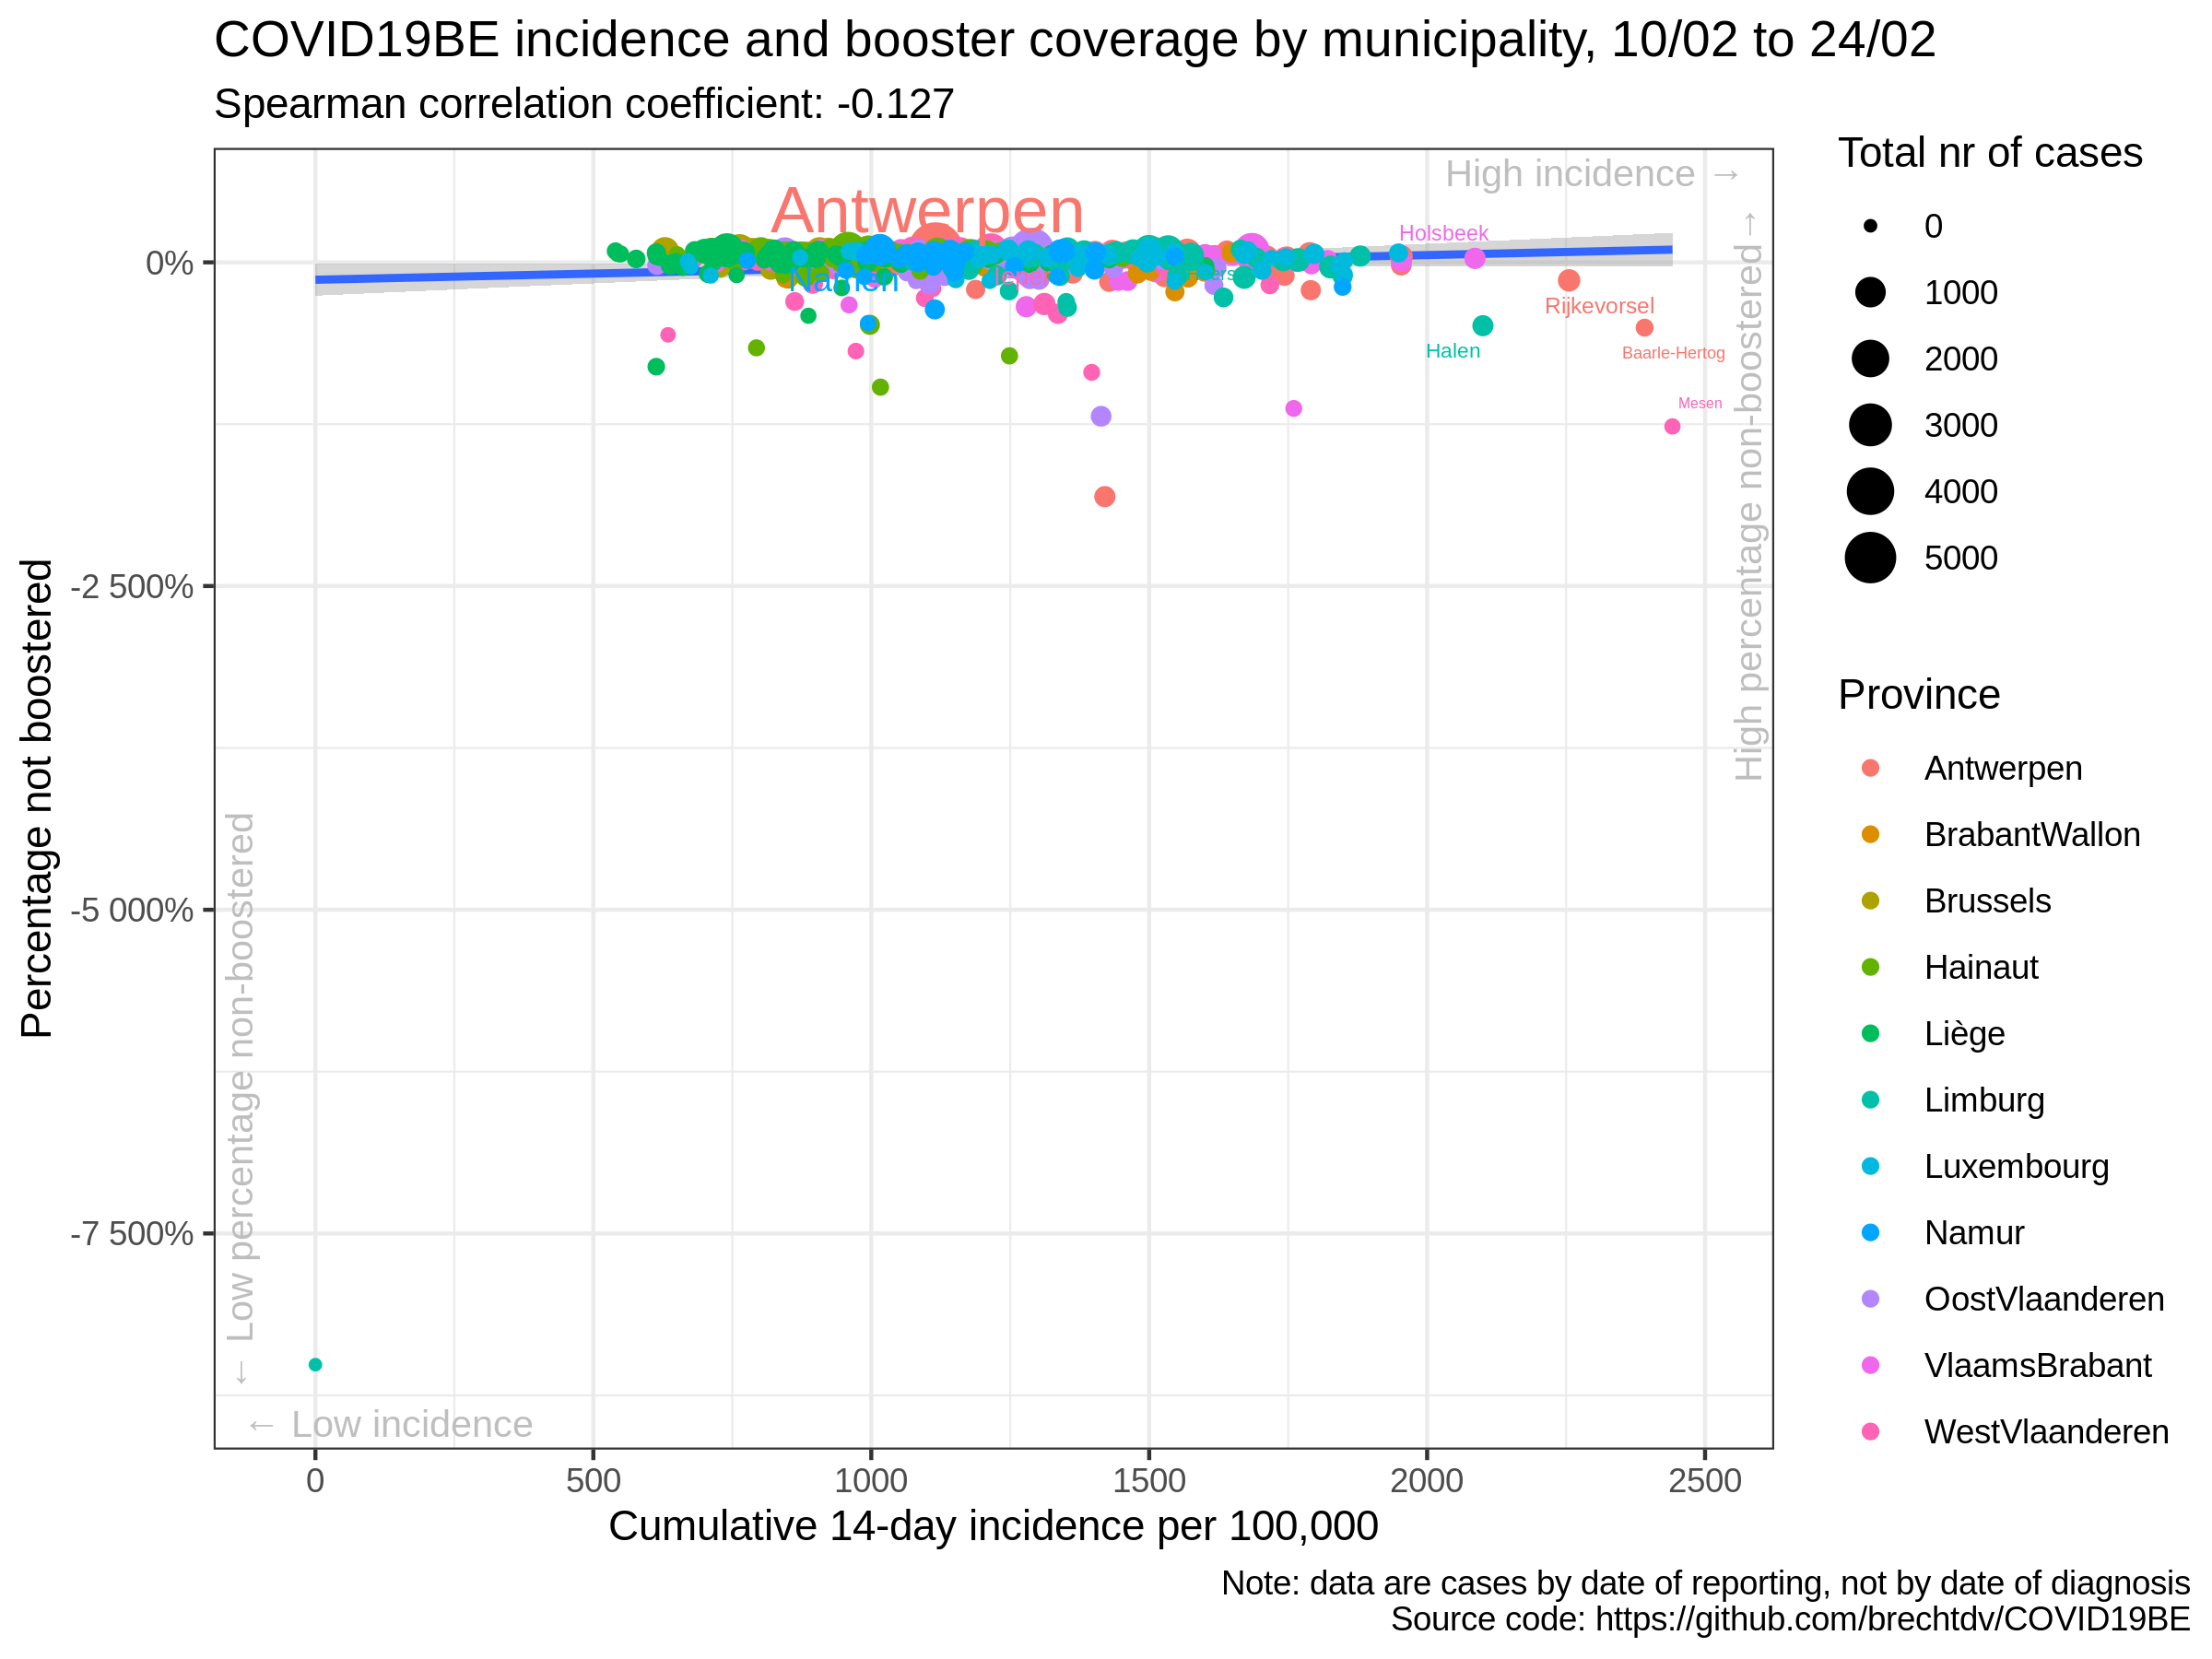 COVID19BE incidence and booster coverage by municipality, 10/02 to 24/02
Spearman correlation coefficient: -0.127
High incidence →
High percentage non-boostered →
Antwerpen
Holsbeek
Namen
Rijkevorsel
Halen
Baarle-Hertog
Mesen
0%
-2 500%
-5 000%
-7 500%
Percentage not boostered
← Low percentage non-boostered
← Low incidence
0
500
1000
1500
2000
2500
Cumulative 14-day incidence per 100,000
Total nr of cases
0
1000
2000
3000
4000
5000
Province
Antwerpen
BrabantWallon
Brussels
Hainaut
Liège
Limburg
Luxembourg
Namur
OostVlaanderen
VlaamsBrabant
WestVlaanderen
Note: data are cases by date of reporting, not by date of diagnosis
Source code: https://github.com/brechtdv/COVID19BE